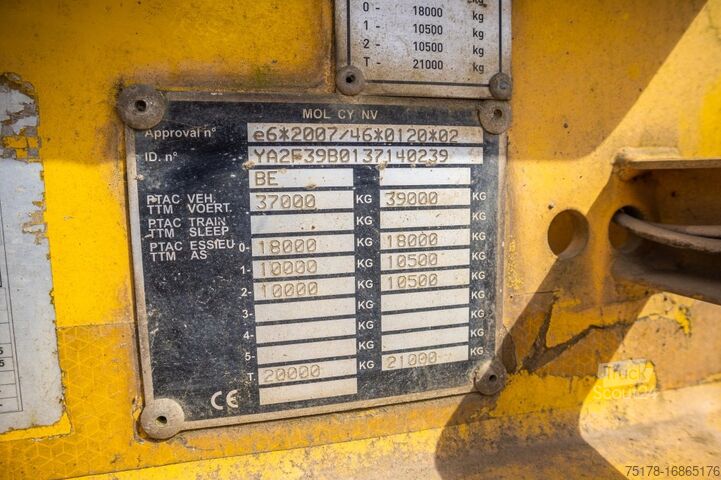 kg
0- 18000 kg
1- 10500 kg
2- 10500 kg
T- 21000 kg
MOL CY NV
Approval n° e6*2007/46*0120*02
ID. n° YA2F39B0137140239
BE
PTAC VEH. TTM VOERT. 37000 KG 39000 KG
PTAC TRAIN TTM SLEEP KG KG
PTAC ESSIEU TTM AS 0- 18000 KG 18000 KG
1- 10000 KG 10500 KG
2- 10000 KG 10500 KG
3- KG KG
4- KG KG
5- KG KG
T 20000 21000 KG
CE
Truck
Scout24
75178-16865176